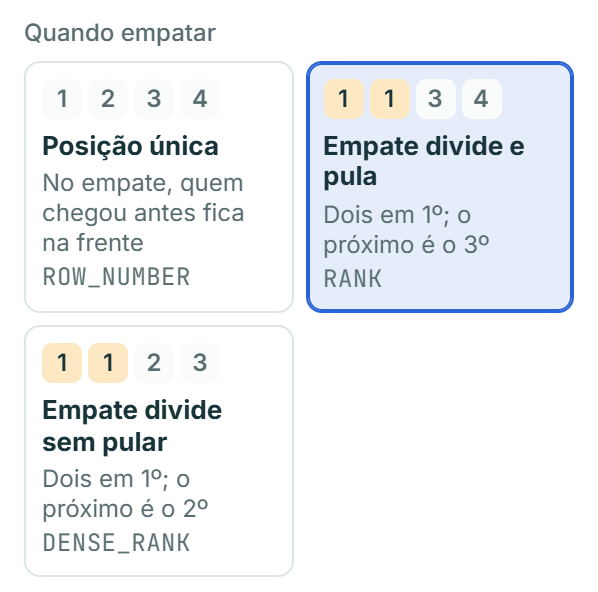 Quando empatar
1 2 3 4
Posição única
No empate, quem
chegou antes fica
na frente
ROW_NUMBER
1 1 3 4
Empate divide e
pula
Dois em 1º; o
próximo é o 3º
RANK
1 1 2 3
Empate divide
sem pular
Dois em 1º; o
próximo é o 2º
DENSE_RANK